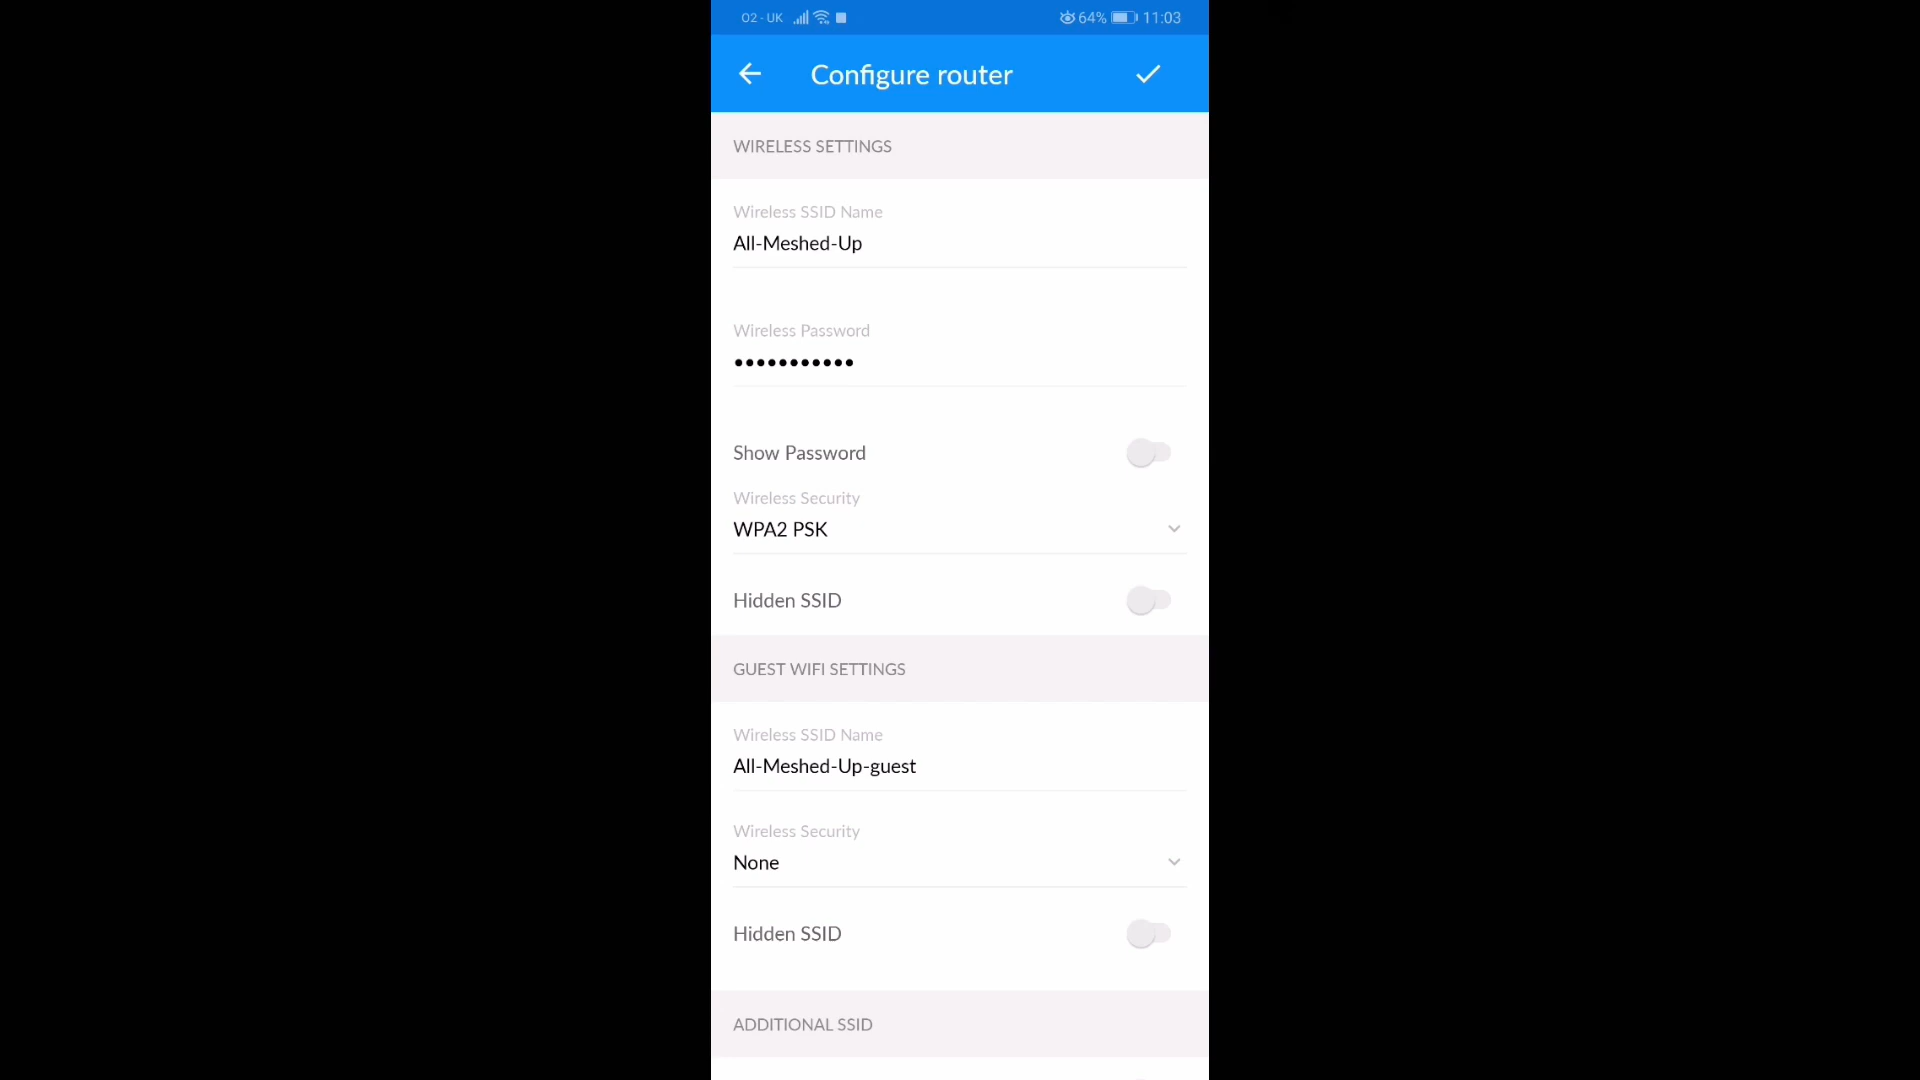 O2 - UK 64% 11:03
Configure router
WIRELESS SETTINGS
Wireless SSID Name
All-Meshed-Up
Wireless Password
•••••••••••
Show Password
Wireless Security
WPA2 PSK
Hidden SSID
GUEST WIFI SETTINGS
Wireless SSID Name
All-Meshed-Up-guest
Wireless Security
None
Hidden SSID
ADDITIONAL SSID